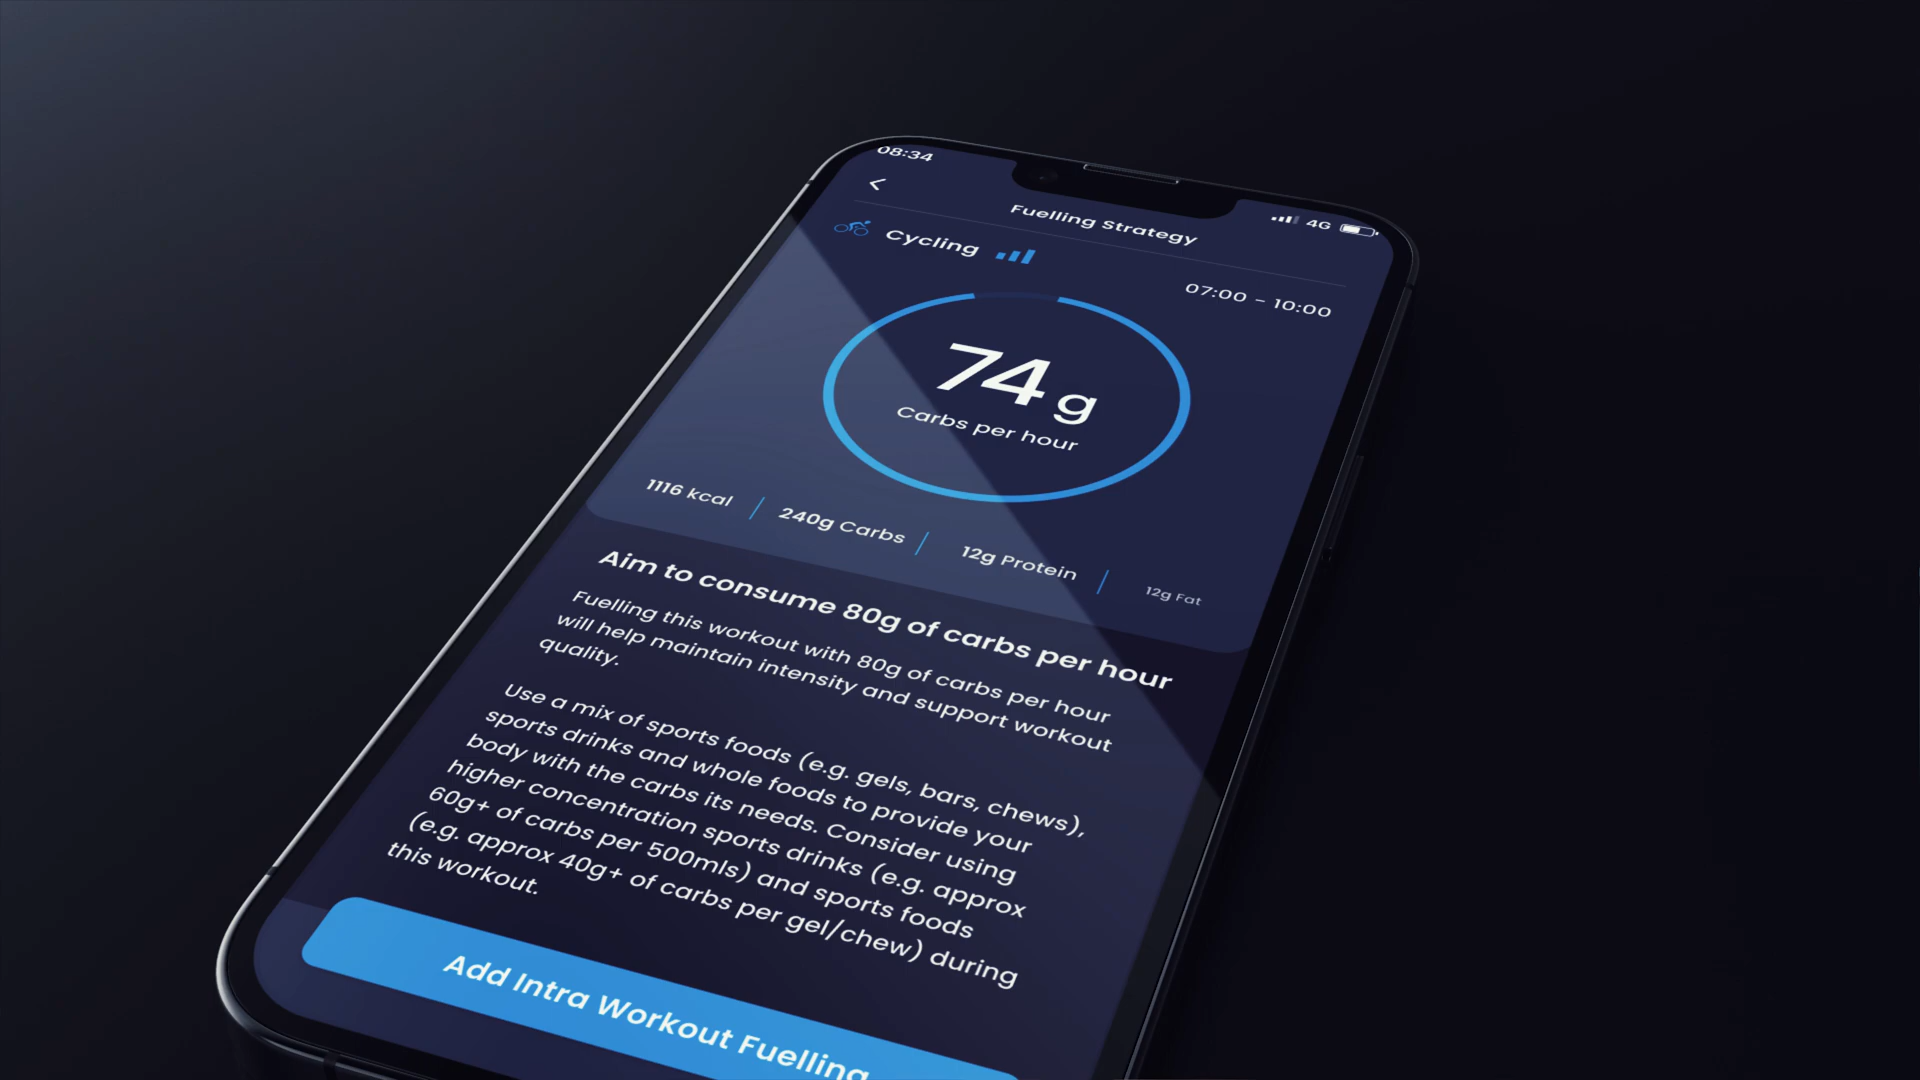 08:34
4G
Fuelling Strategy
Cycling
07:00 - 10:00
74 g
Carbs per hour
1116 kcal
240g Carbs
12g Protein
12g Fat
Aim to consume 80g of carbs per hour
Fuelling this workout with 80g of carbs per hour
will help maintain intensity and support workout
quality.
Use a mix of sports foods (e.g. gels, bars, chews),
sports drinks and whole foods to provide your
body with the carbs its needs. Consider using
higher concentration sports drinks (e.g. approx
60g+ of carbs per 500mls) and sports foods
(e.g. approx 40g+ of carbs per gel/chew) during
this workout.
Add Intra Workout Fuelling